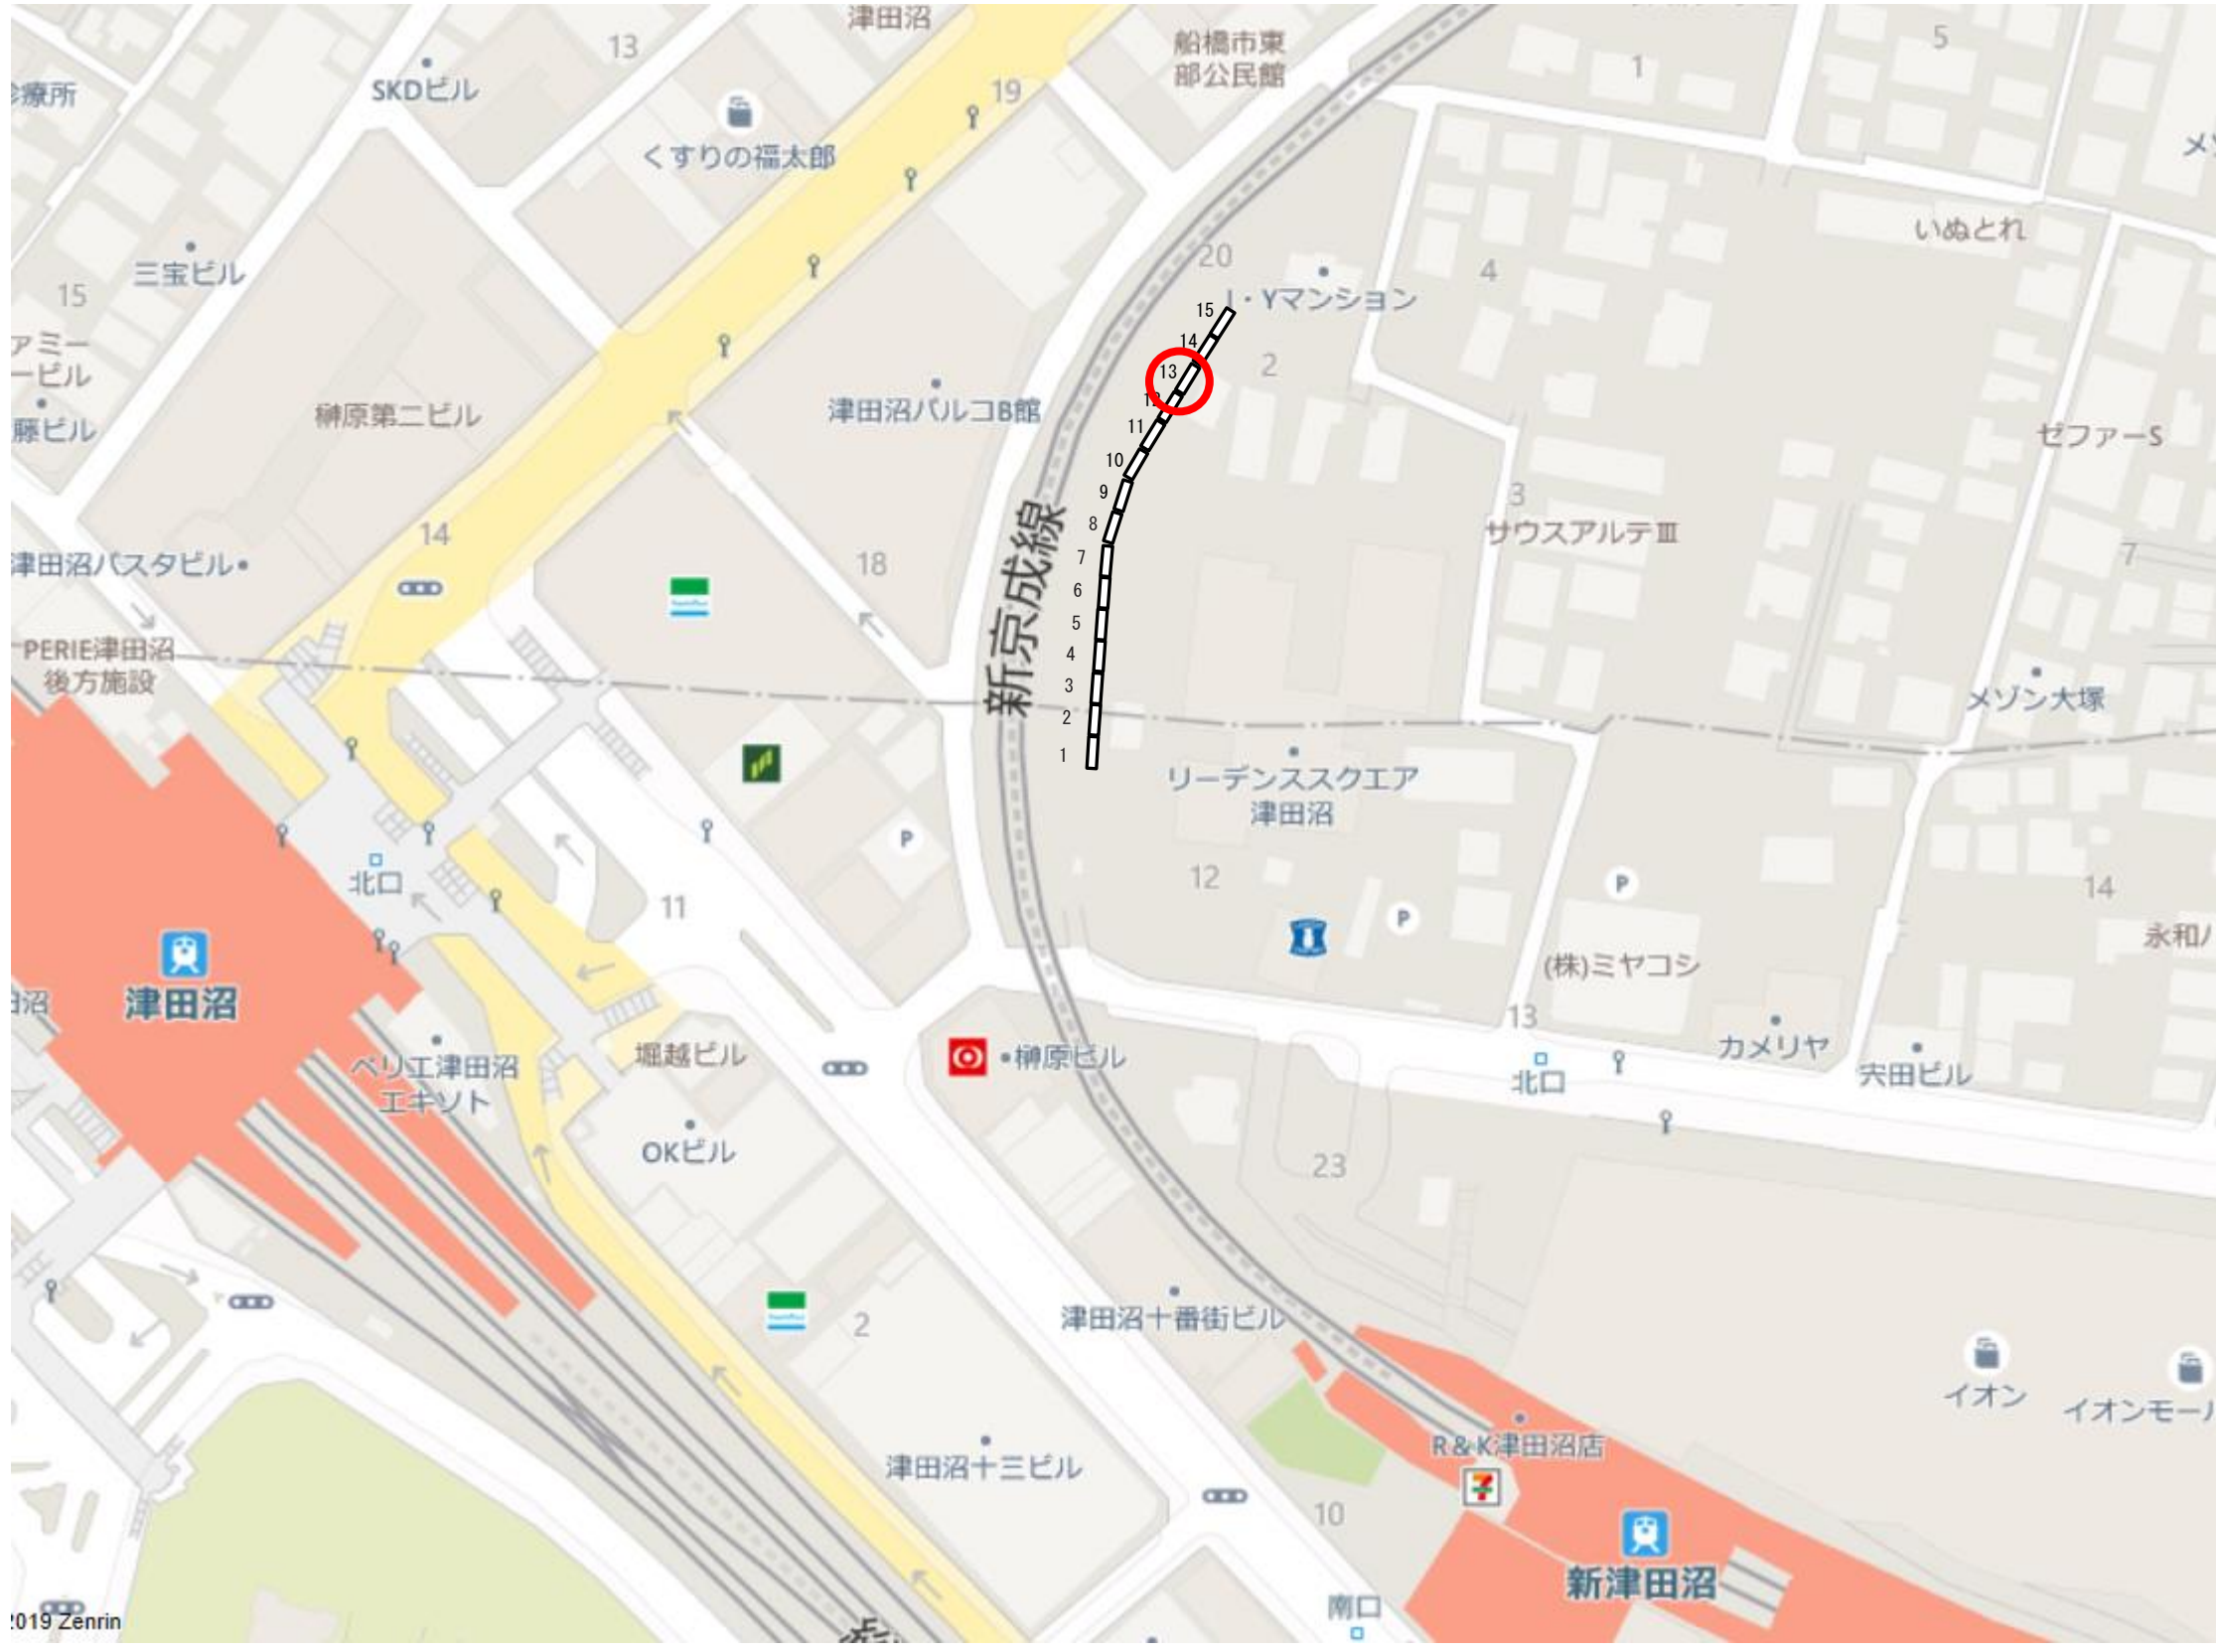 津田沼
13
SKDビル
診療所
19
船橋市東
部公民館
1
5
くすりの福太郎
いぬとれ
20
4
三宝ビル
15
I・Yマンション
15
14
2
13
津田沼パルコB館
榊原第二ビル
藤ビル
11
ゼファーS
10
9
3
8
サウスアルテⅢ
14
7
7
津田沼パスタビル
18
6
新京成線
5
PERIE津田沼
後方施設
4
3
メゾン大塚
2
1
リーデンススクエア
津田沼
P
北口
12
P
14
11
P
(株)ミヤコシ
津田沼
13
カメリヤ
堀越ビル
榊原ビル
ペリエ津田沼
エキソト
北口
宍田ビル
OKビル
23
2
津田沼十番街ビル
イオン
R&K津田沼店
津田沼十三ビル
10
新津田沼
南口
2019 Zenrin